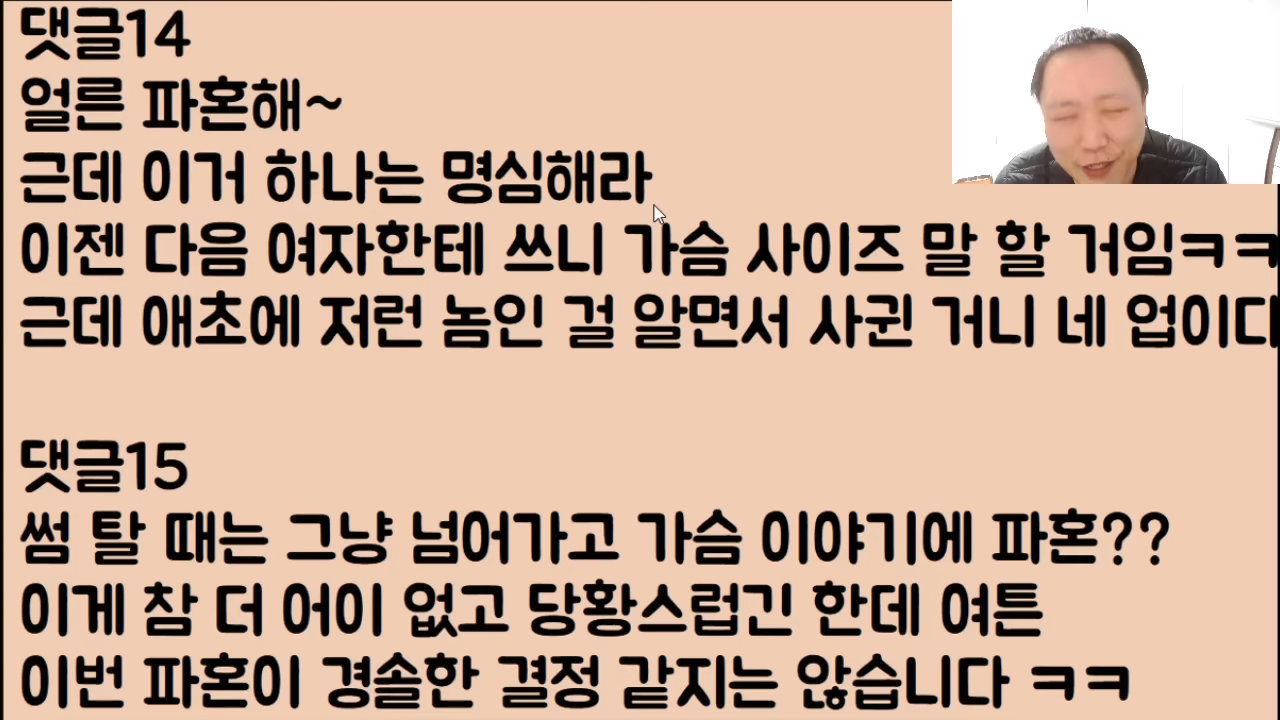 댓글14
얼른 파혼해~
근데 이거 하나는 명심해라
이젠 다음 여자한테 쓰니 가슴 사이즈 말 할 거임ㅋㅋ
근데 애초에 저런 놈인 걸 알면서 사귄 거니 네 업이다
댓글15
썸 탈 때는 그냥 넘어가고 가슴 이야기에 파혼??
이게 참 더 어이 없고 당황스럽긴 한데 여튼
이번 파혼이 경솔한 결정 같지는 않습니다 ㅋㅋ